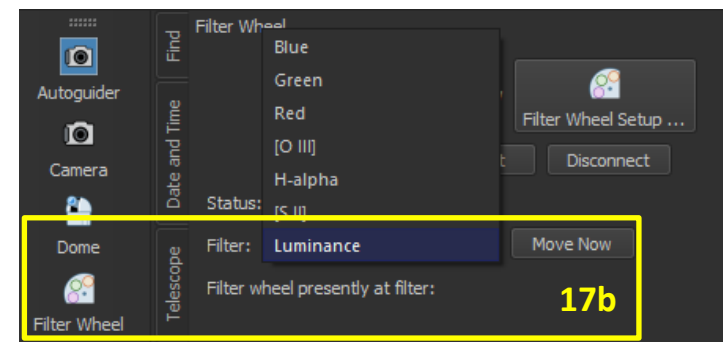 Autoguider
Camera
Dome
Filter Wheel
Find
Date and Time
Telescope
Filter Wheel
Blue
Green
Red
[O III]
H-alpha
[S II]
Luminance
Filter Wheel Setup ...
Disconnect
Status:
Filter:
Move Now
Filter wheel presently at filter:
17b